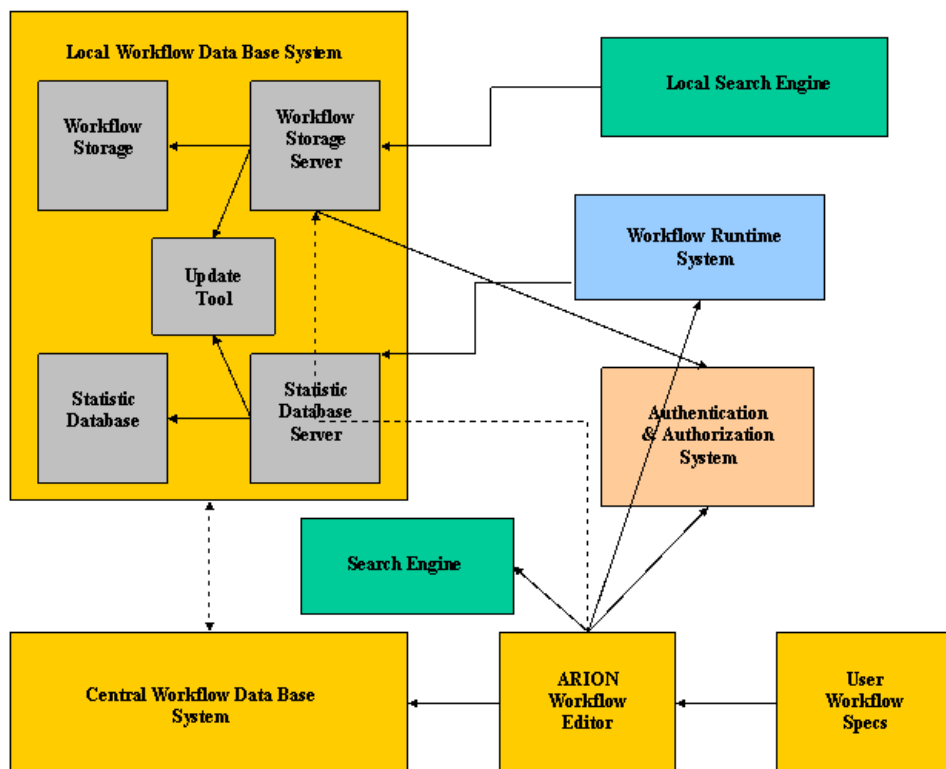 Local Workflow Data Base System
Workflow
Storage
Workflow
Storage
Server
Local Search Engine
Update
Tool
Workflow Runtime
System
Statistic
Database
Statistic
Database
Server
Authentication
& Authorization
System
Search Engine
Central Workflow Data Base
System
ARION
Workflow
Editor
User
Workflow
Specs